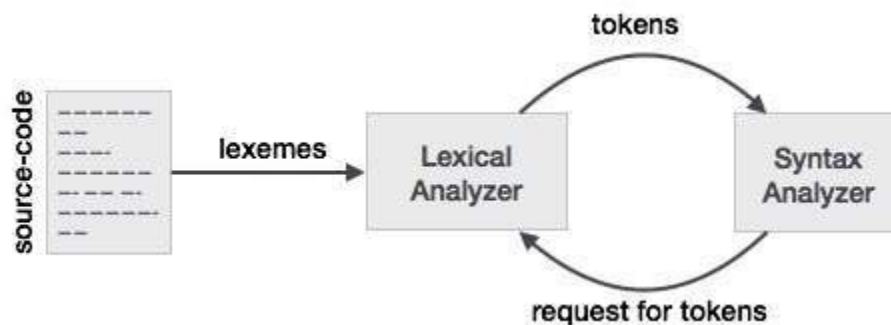 source-code
lexemes
Lexical
Analyzer
tokens
Syntax
Analyzer
request for tokens